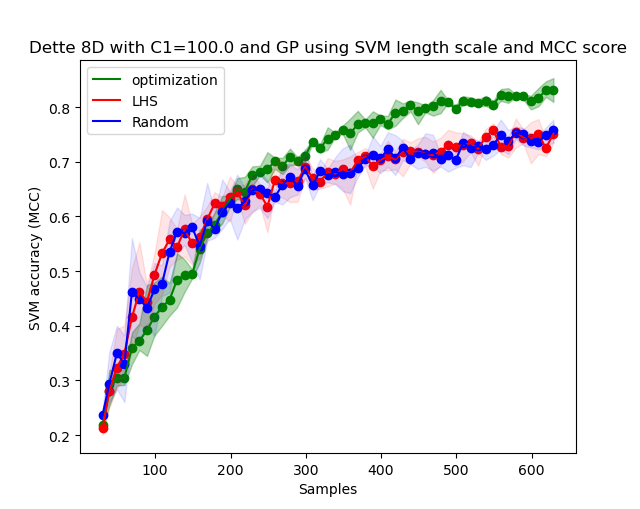 Dette 8D with C1=100.0 and GP using SVM length scale and MCC score
optimization
LHS
Random
SVM accuracy (MCC)
0.8
0.7
0.6
0.5
0.4
0.3
0.2
100 200 300 400 500 600
Samples